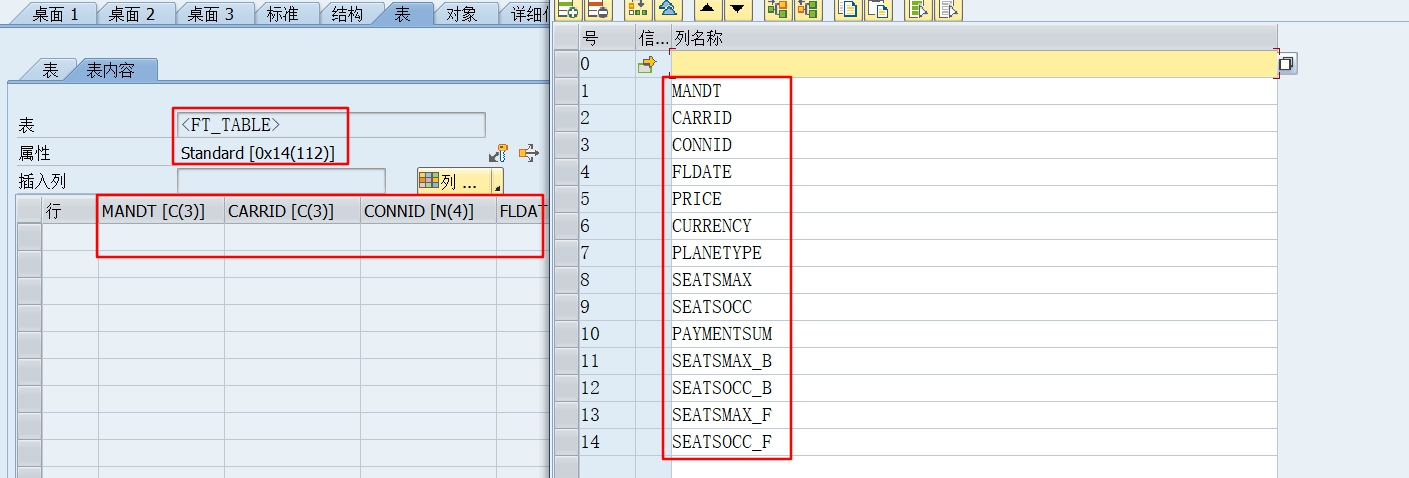 桌面 1 桌面 2 桌面 3 标准 结构 表 对象 详细
表 表内容
表 <FT_TABLE>
属性 Standard [0x14(112)]
插入列 列 ...
行 MANDT [C(3)] CARRID [C(3)] CONNID [N(4)] FLDAT
号 信... 列名称
0
1 MANDT
2 CARRID
3 CONNID
4 FLDATE
5 PRICE
6 CURRENCY
7 PLANETYPE
8 SEATSMAX
9 SEATSOCC
10 PAYMENTSUM
11 SEATSMAX_B
12 SEATSOCC_B
13 SEATSMAX_F
14 SEATSOCC_F